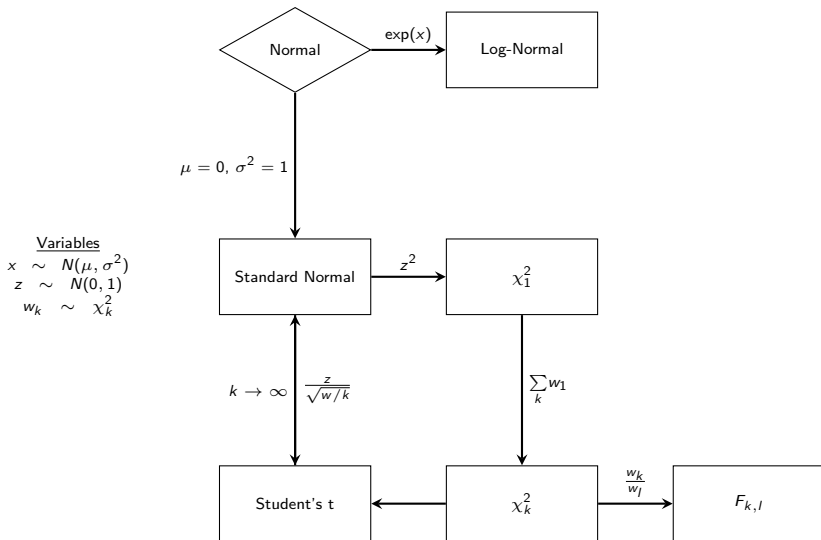 Normal
exp(x)
Log-Normal
μ = 0, σ² = 1
Variables
x ∼ N(μ, σ²)
z ∼ N(0, 1)
w_k ∼ χ²_k
Standard Normal
z²
χ²_1
k → ∞
z/√(w/k)
∑_k w_1
Student's t
χ²_k
w_k/w_l
F_{k,l}